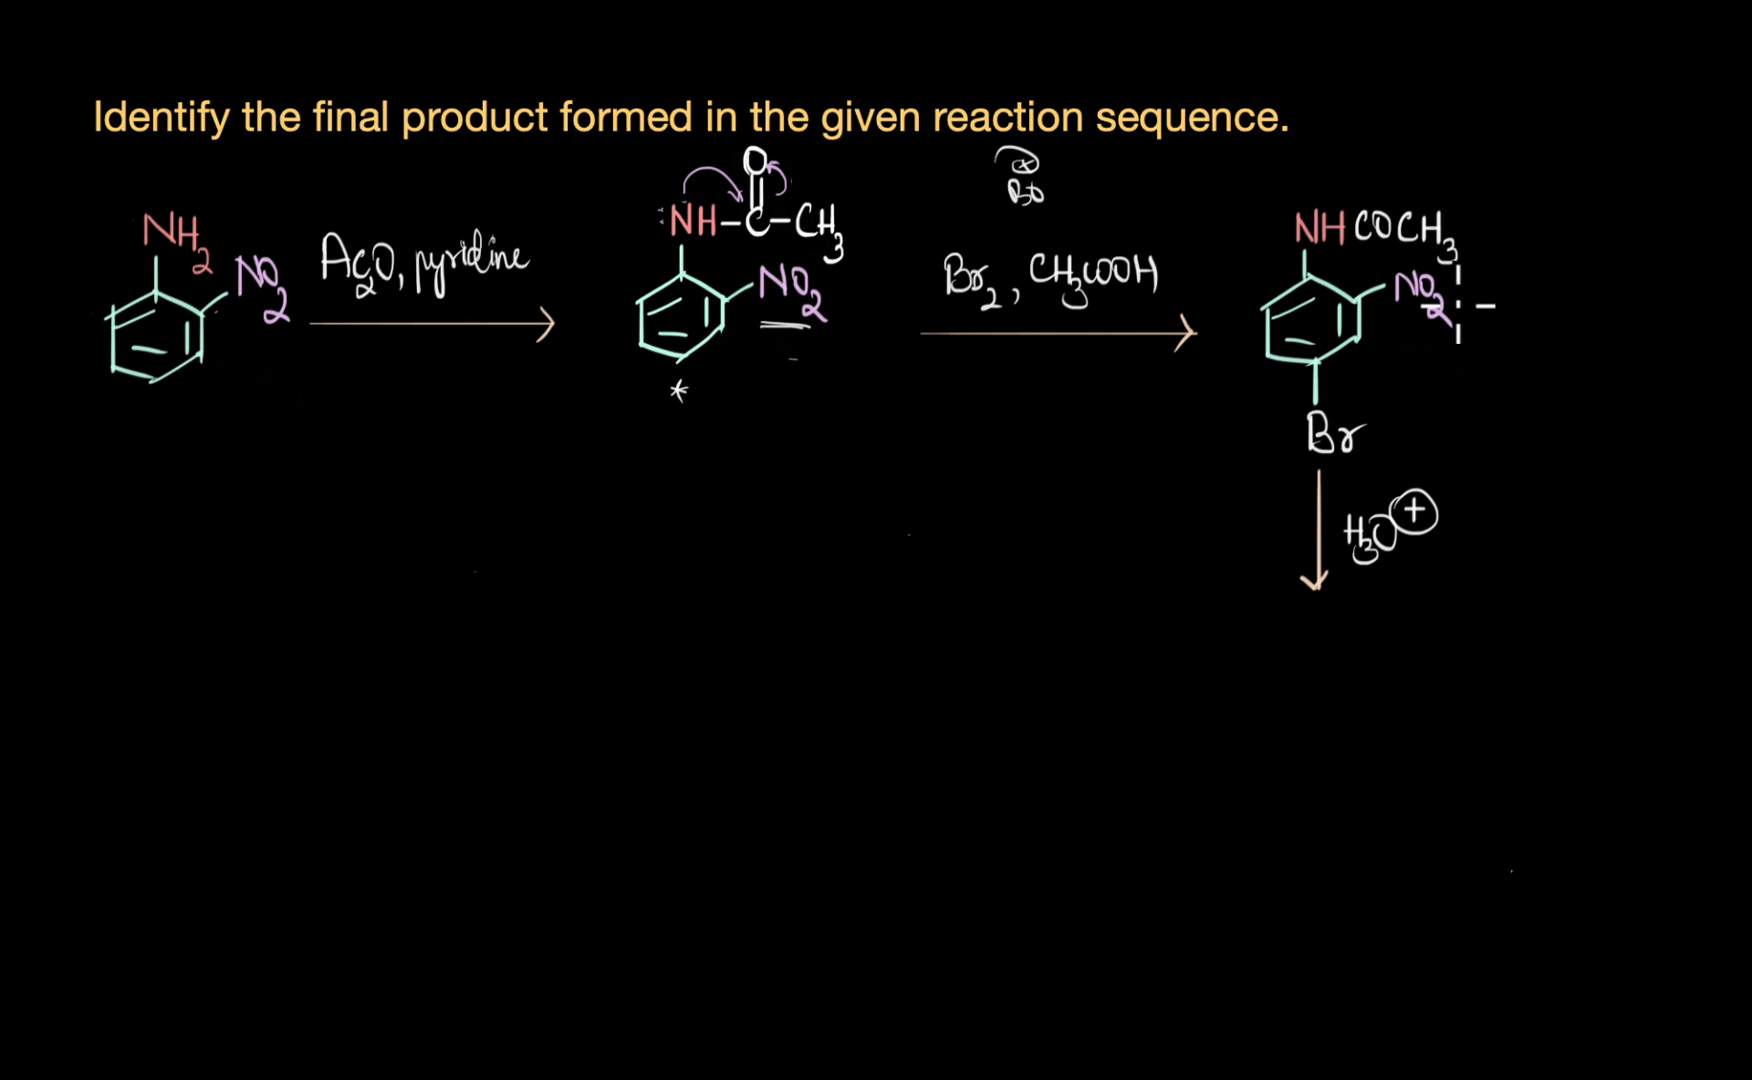 Identify the final product formed in the given reaction sequence.
NH2
NO2
Ac2O, pyridine
:NH-C-CH3
O
NO2
*
Br
Br2, CH3COOH
NHCOCH3
NO2
Br
H3O+